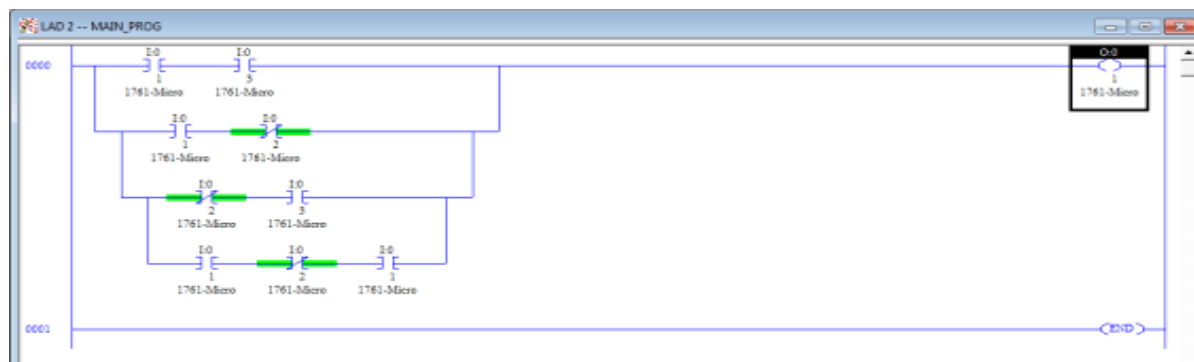 LAD 2 -- MAIN_PROG
0000
I:0 I:0 O:0
1 3 1
1761-Micro 1761-Micro 1761-Micro
I:0 I:0
1 2
1761-Micro 1761-Micro
I:0 I:0
2 3
1761-Micro 1761-Micro
I:0 I:0 I:0
1 2 1
1761-Micro 1761-Micro 1761-Micro
0001
END